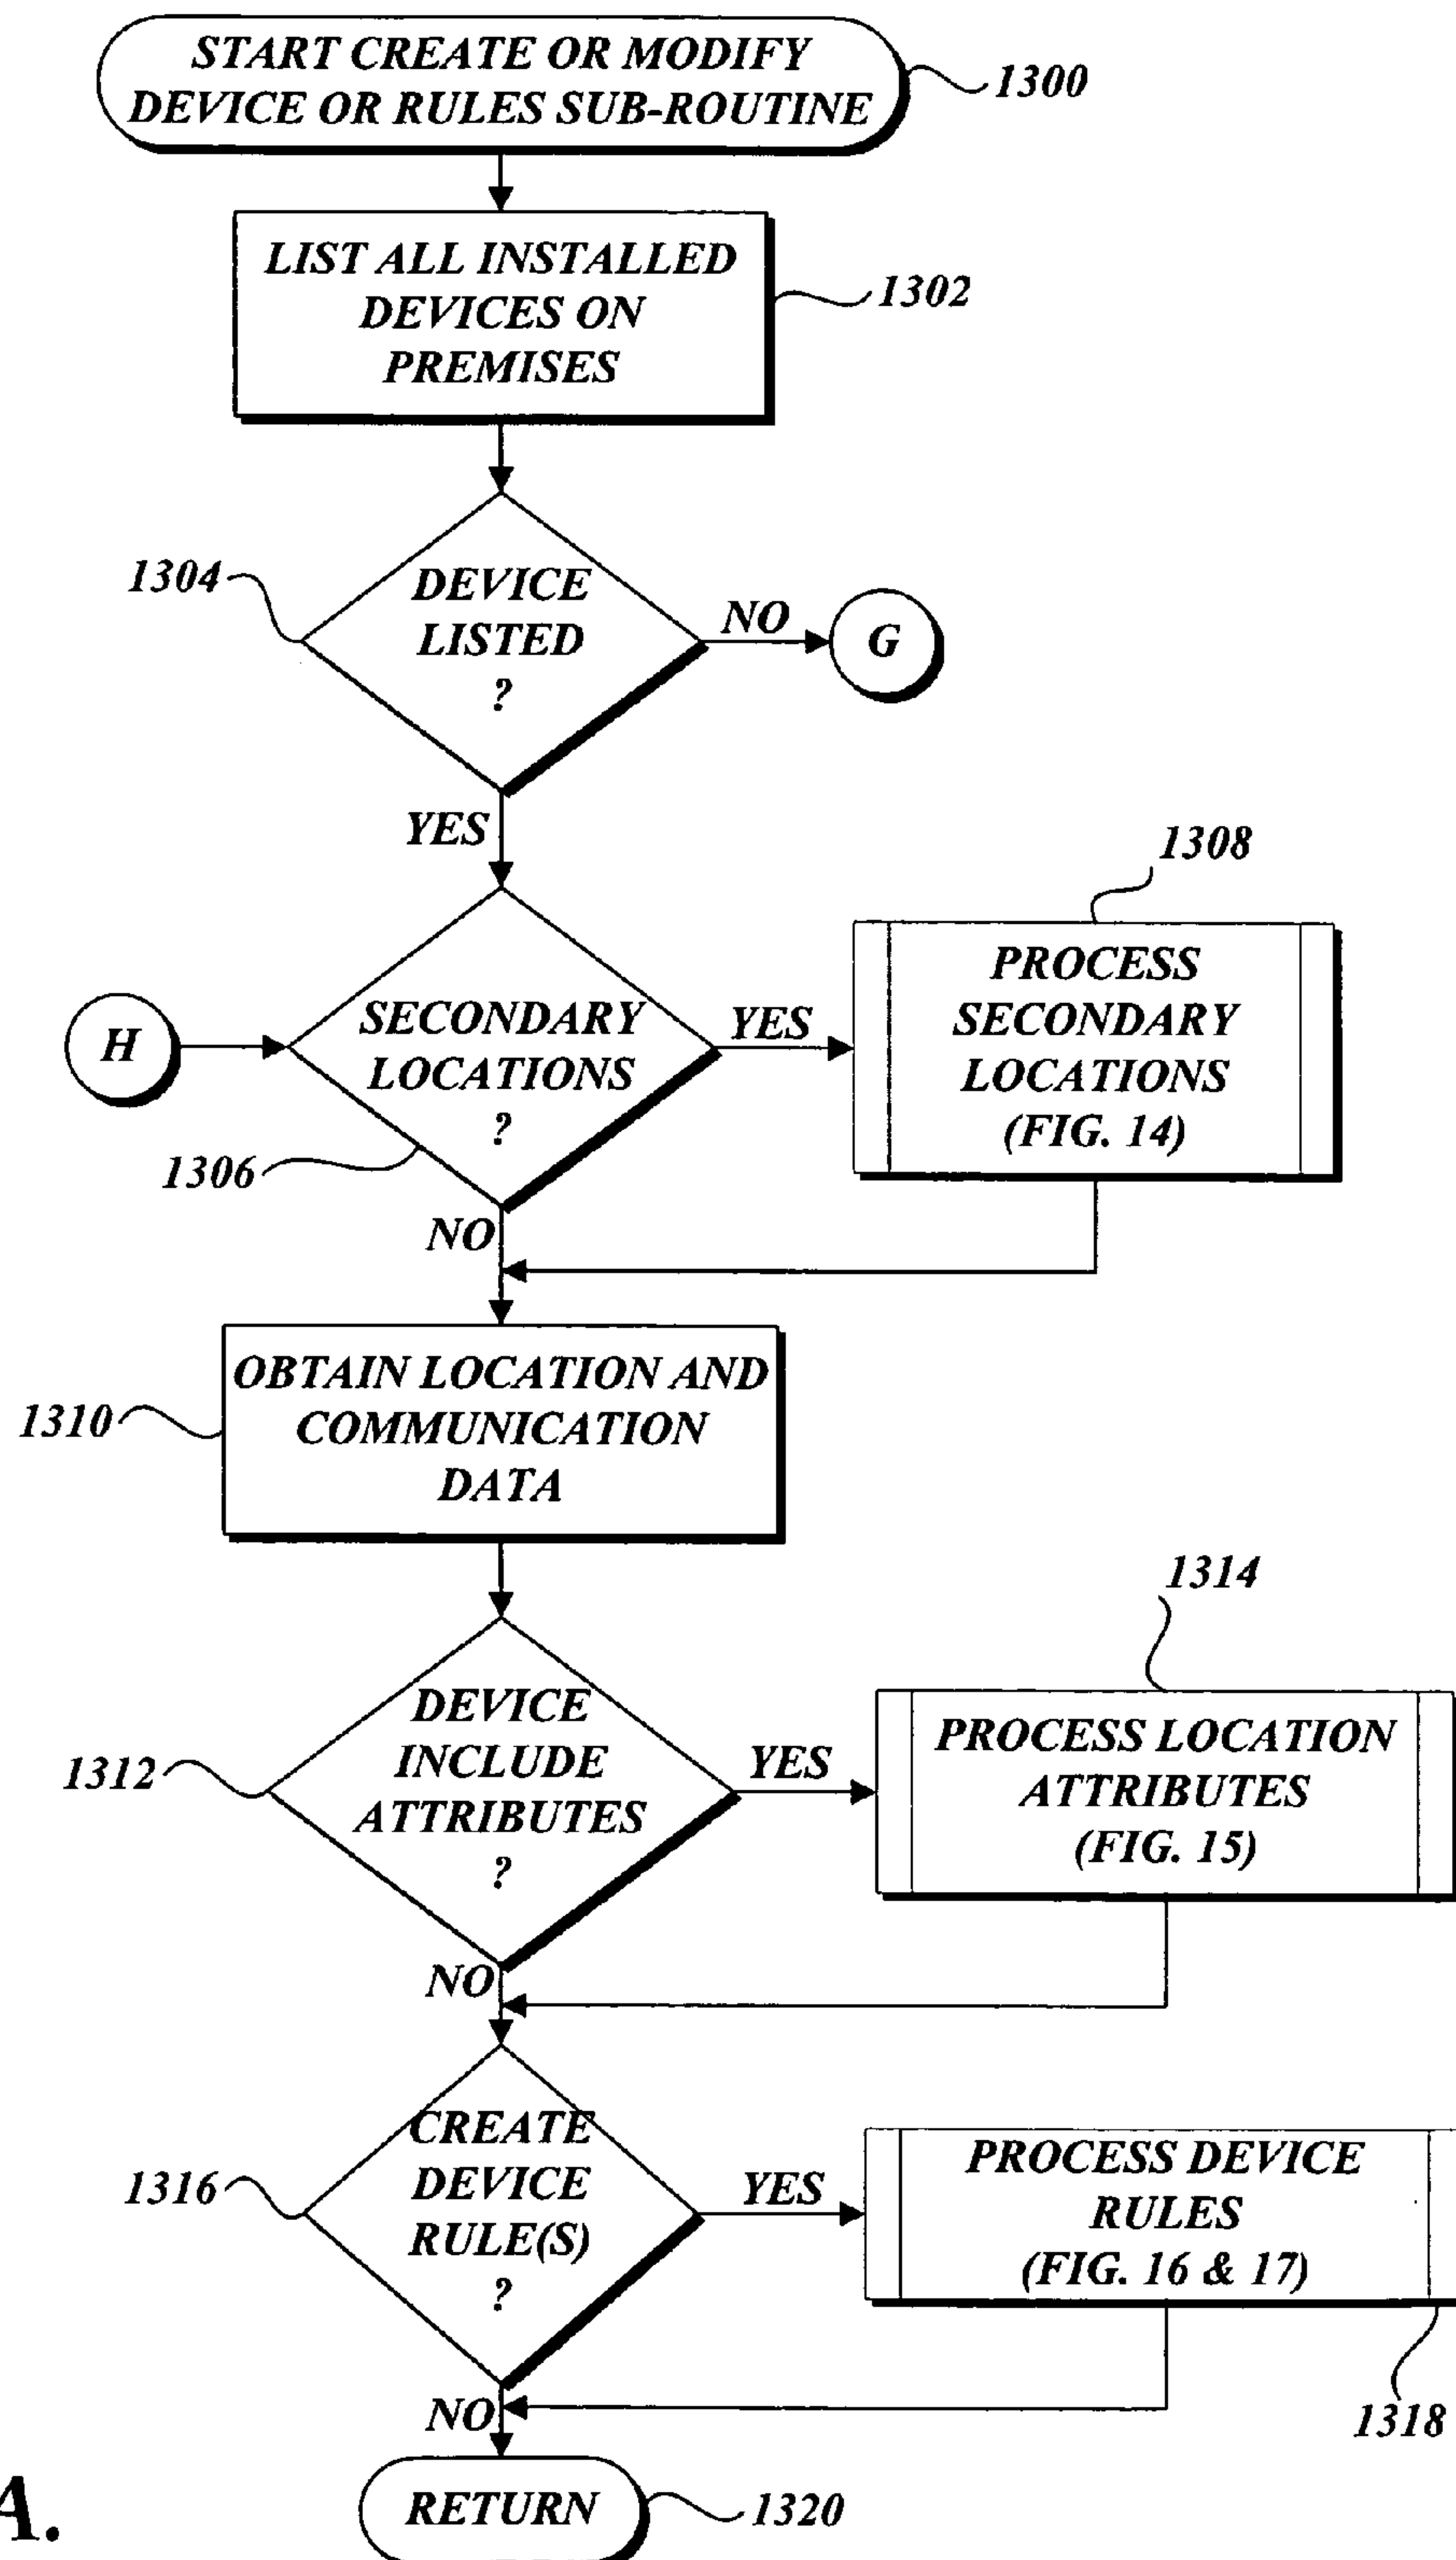 START CREATE OR MODIFY
DEVICE OR RULES SUB-ROUTINE
1300
LIST ALL INSTALLED
DEVICES ON
PREMISES
1302
1304
DEVICE
LISTED
?
NO
G
YES
1308
H
SECONDARY
LOCATIONS
?
YES
PROCESS
SECONDARY
LOCATIONS
(FIG. 14)
1306
NO
OBTAIN LOCATION AND
COMMUNICATION
DATA
1310
1314
DEVICE
INCLUDE
ATTRIBUTES
?
1312
YES
PROCESS LOCATION
ATTRIBUTES
(FIG. 15)
NO
CREATE
DEVICE
RULE(S)
?
1316
YES
PROCESS DEVICE
RULES
(FIG. 16 & 17)
1318
NO
RETURN
1320
A.